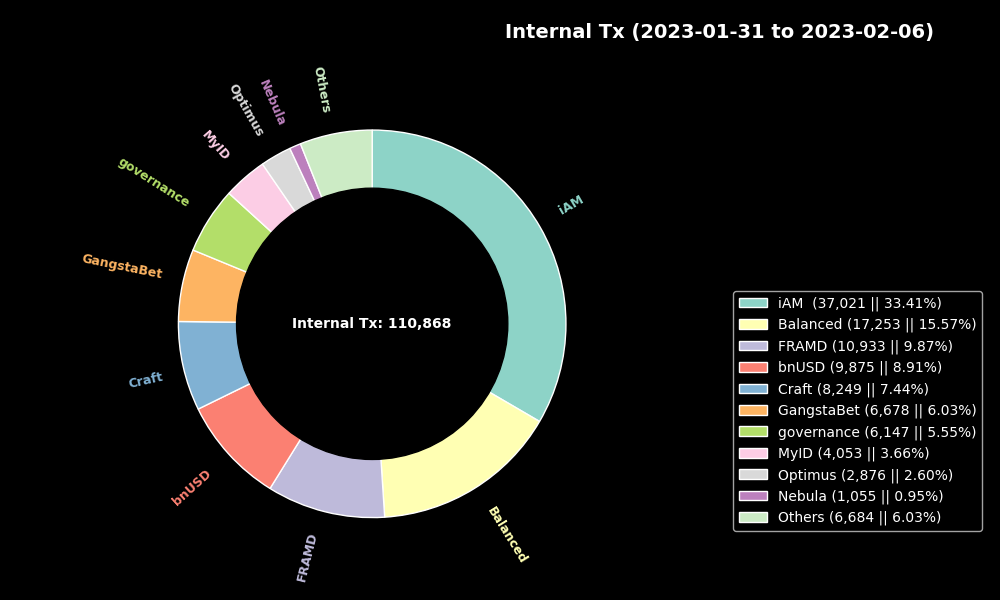 Internal Tx (2023-01-31 to 2023-02-06)
Others
Nebula
Optimus
MyID
governance
GangstaBet
Craft
bnUSD
FRAMD
Balanced
iAM
Internal Tx: 110,868
iAM  (37,021 || 33.41%)
Balanced (17,253 || 15.57%)
FRAMD (10,933 || 9.87%)
bnUSD (9,875 || 8.91%)
Craft (8,249 || 7.44%)
GangstaBet (6,678 || 6.03%)
governance (6,147 || 5.55%)
MyID (4,053 || 3.66%)
Optimus (2,876 || 2.60%)
Nebula (1,055 || 0.95%)
Others (6,684 || 6.03%)